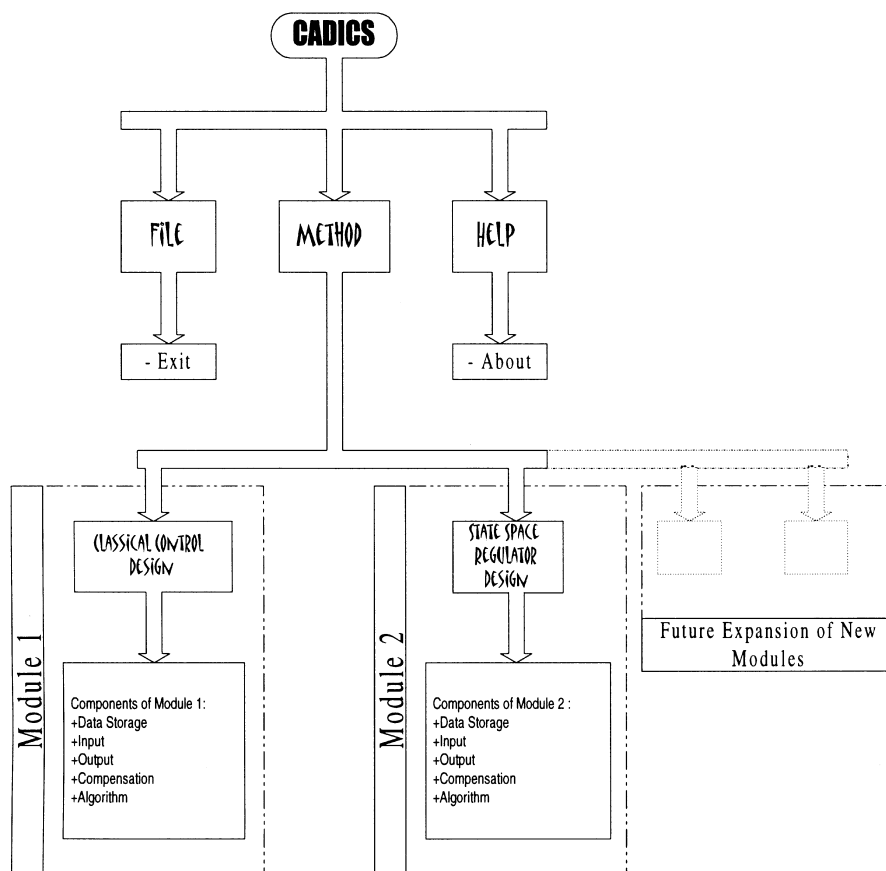 CADICS
FiLE
METHOD
HELP
- Exit
- About
Module 1
CLASSICAL CONTROL
DESiGN
Components of Module 1:
+Data Storage
+Input
+Output
+Compensation
+Algorithm
Module 2
STATE SPACE
REGULATOR
DESiGN
Components of Module 2 :
+Data Storage
+Input
+Output
+Compensation
+Algorithm
Future Expansion of New
Modules